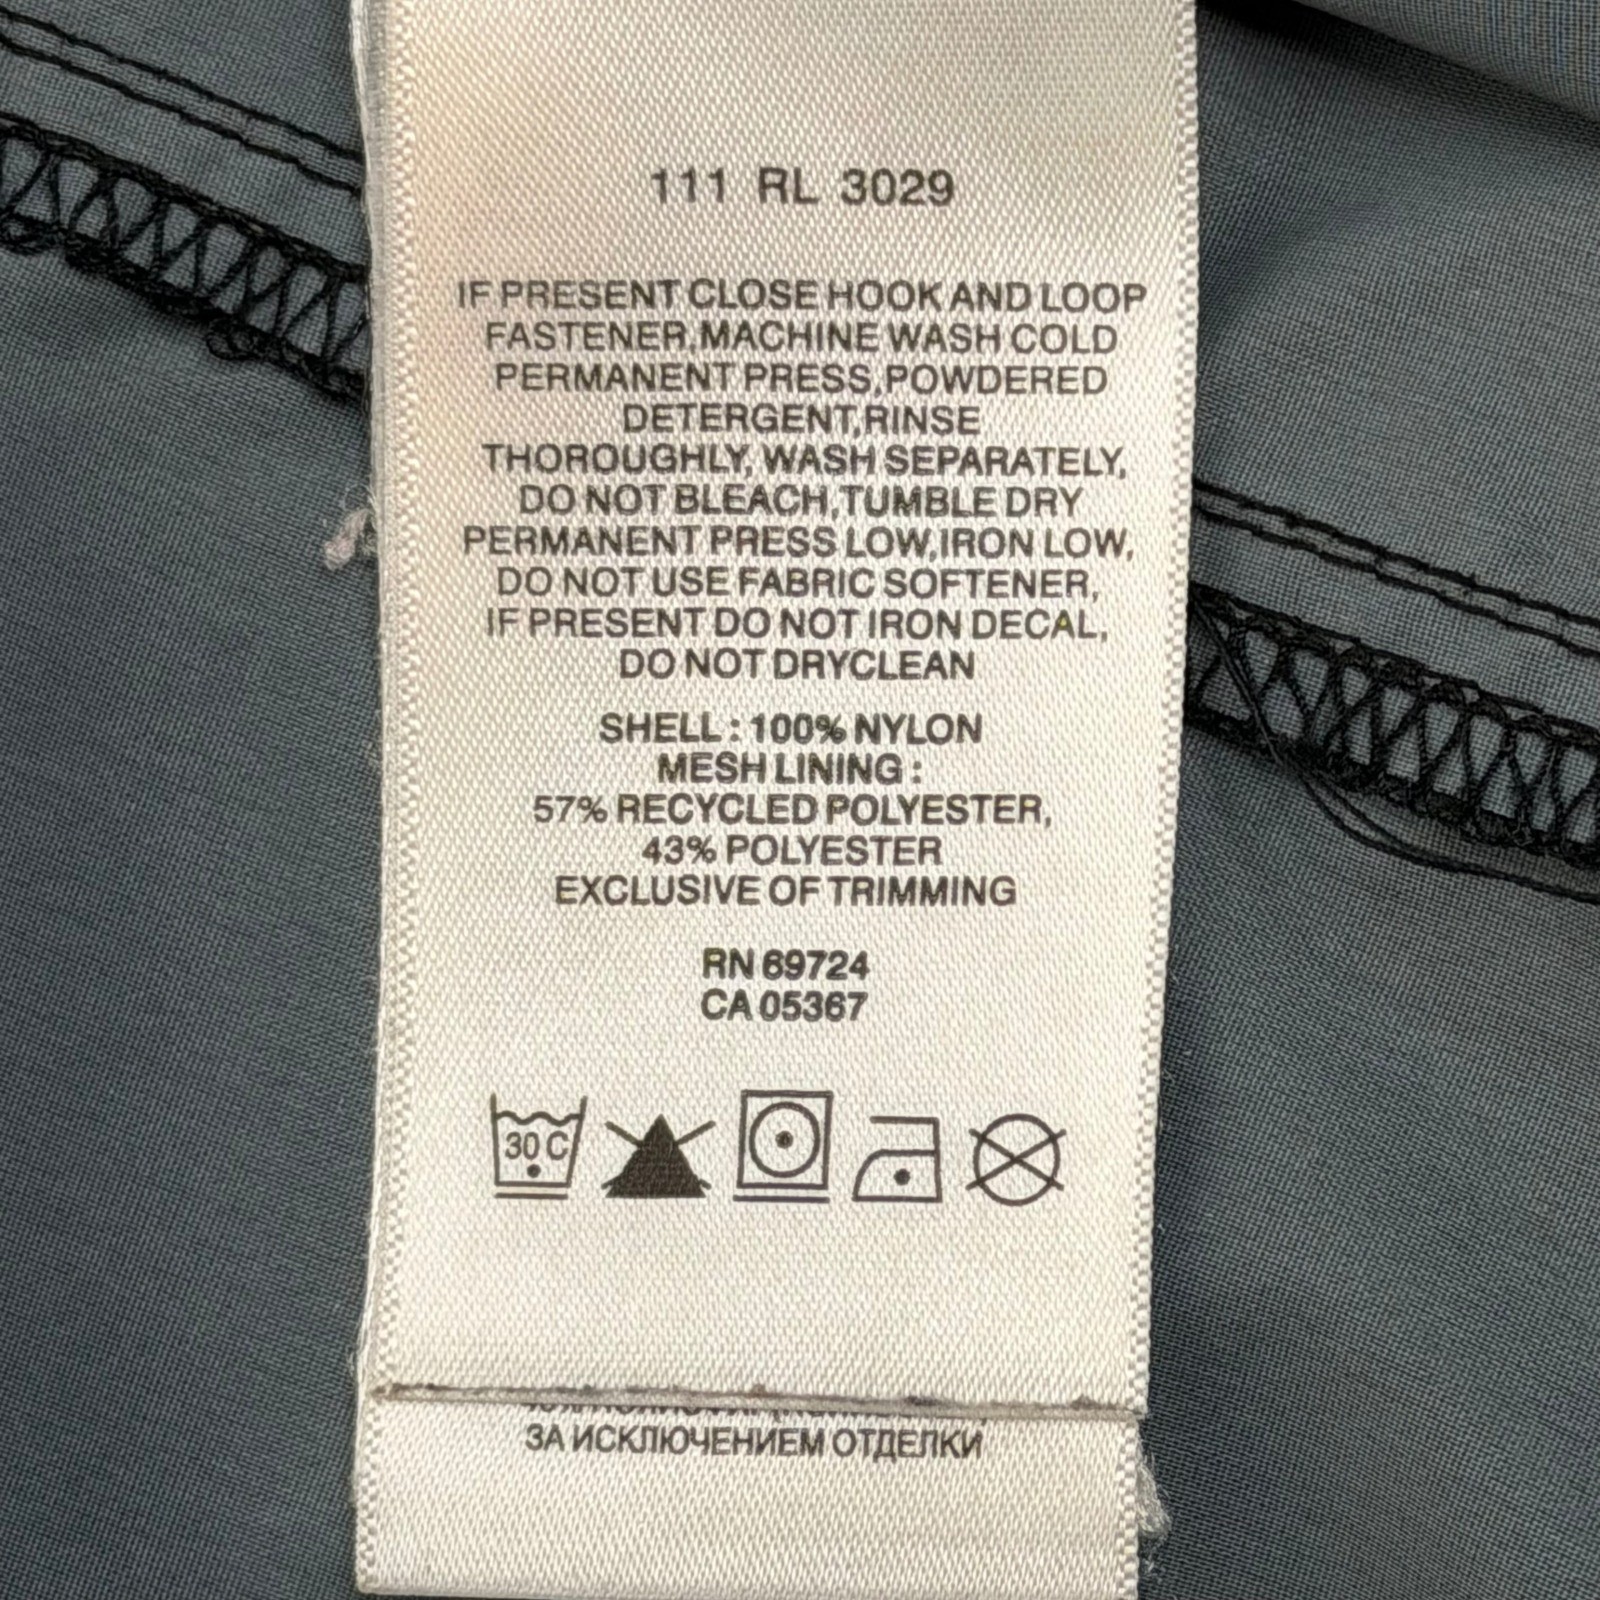 111 RL 3029
IF PRESENT CLOSE HOOK AND LOOP
FASTENER,MACHINE WASH COLD
PERMANENT PRESS,POWDERED
DETERGENT,RINSE
THOROUGHLY, WASH SEPARATELY,
DO NOT BLEACH,TUMBLE DRY
PERMANENT PRESS LOW,IRON LOW,
DO NOT USE FABRIC SOFTENER,
IF PRESENT DO NOT IRON DECAL,
DO NOT DRYCLEAN
SHELL : 100% NYLON
MESH LINING :
57% RECYCLED POLYESTER,
43% POLYESTER
EXCLUSIVE OF TRIMMING
RN 69724
CA 05367
30 C
ЗА ИСКЛЮЧЕНИЕМ ОТДЕЛКИ